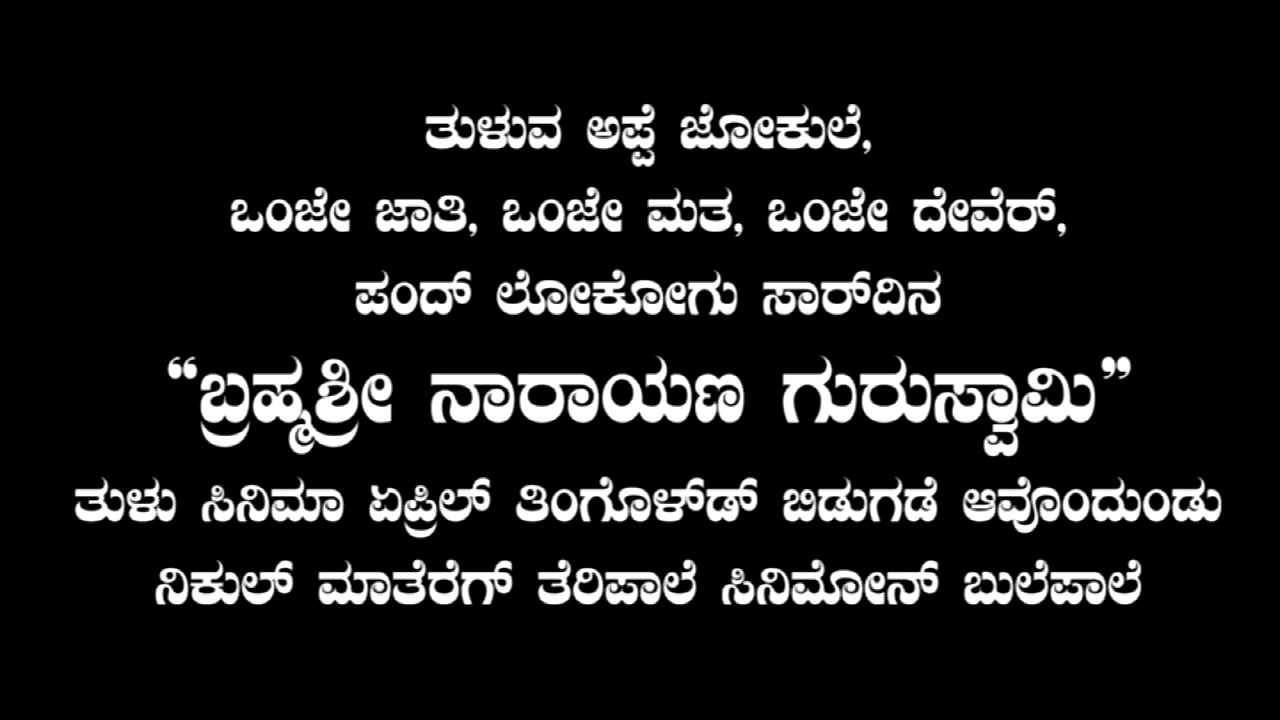 ತುಳುವ ಅಪ್ಪೆ ಜೋಕುಲೆ,
ಒಂಜೇ ಜಾತಿ, ಒಂಜೇ ಮತ, ಒಂಜೇ ದೇವೆರ್,
ಪಂದ್ ಲೋಕೋಗು ಸಾರ್‌ದಿನ
“ಬ್ರಹ್ಮಶ್ರೀ ನಾರಾಯಣ ಗುರುಸ್ವಾಮಿ”
ತುಳು ಸಿನಿಮಾ ಏಪ್ರಿಲ್ ತಿಂಗೊಳ್‌ಡ್ ಬಿಡುಗಡೆ ಆವೊಂದುಂಡು
ನಿಕುಲ್ ಮಾತೆರೆಗ್ ತೆರಿಪಾಲೆ ಸಿನಿಮೋನ್ ಬುಲೆಪಾಲೆ